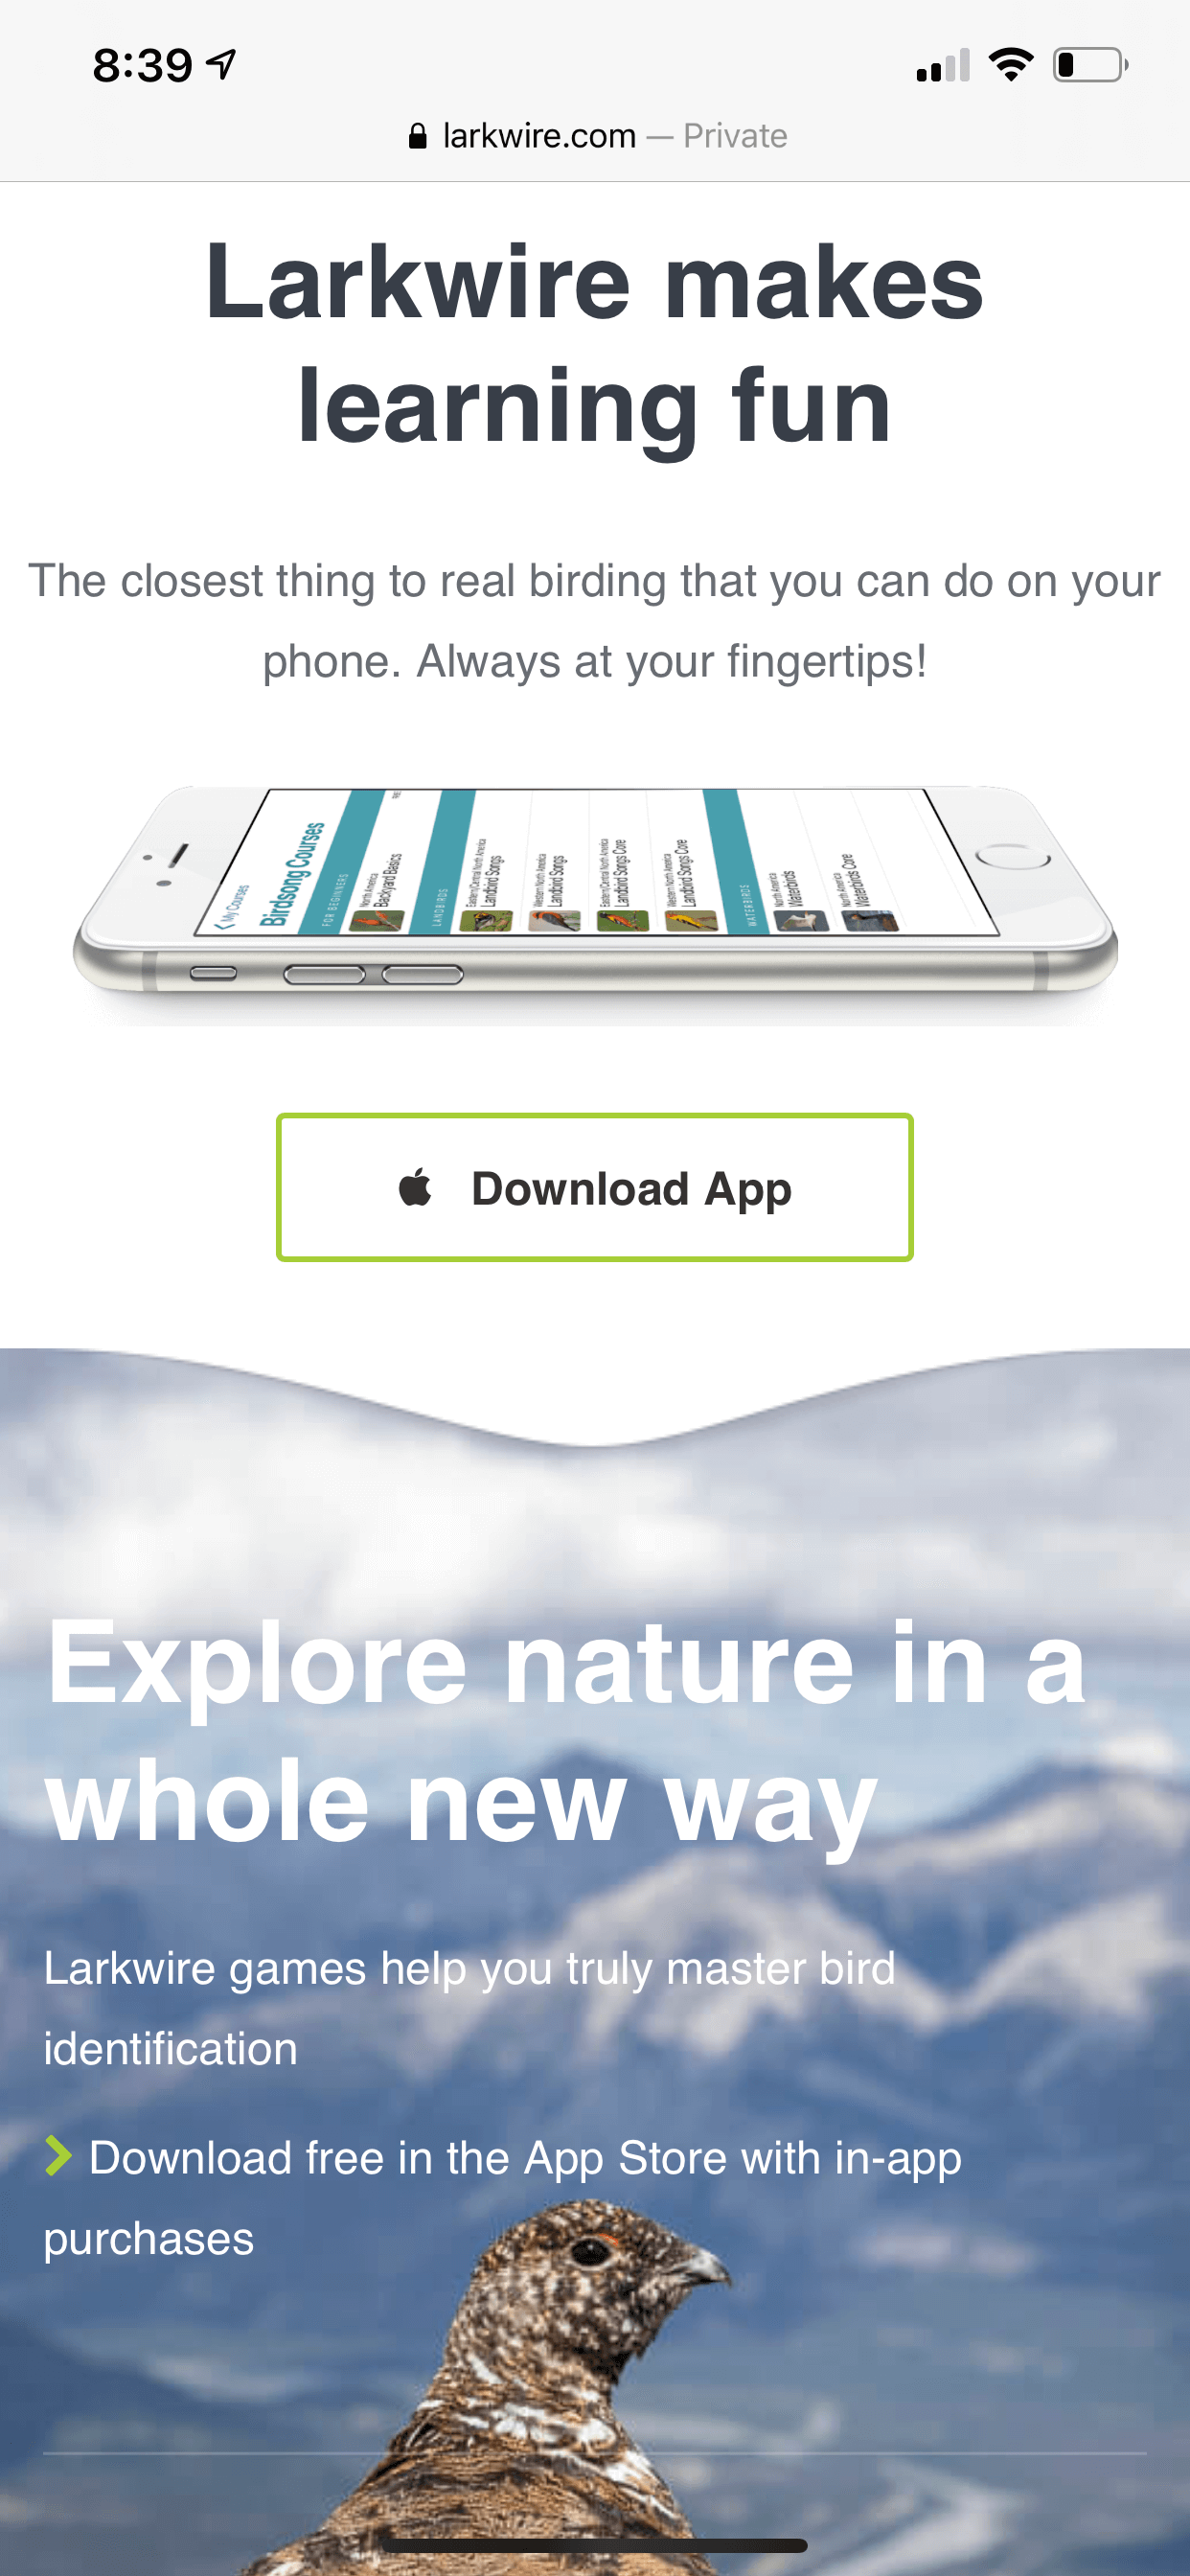 8:39
larkwire.com — Private
Larkwire makes
learning fun
The closest thing to real birding that you can do on your
phone. Always at your fingertips!
My Courses
Birdsong Courses
FOR BEGINNERS
North America
Backyard Basics
LANDBIRDS
Eastern/Central North America
Landbird Songs
Western North America
Landbird Songs
Eastern/Central North America
Landbird Songs Core
Western North America
Landbird Songs Core
WATERBIRDS
North America
Waterbirds
North America
Waterbirds Core
Download App
Explore nature in a
whole new way
Larkwire games help you truly master bird
identification
Download free in the App Store with in-app
purchases